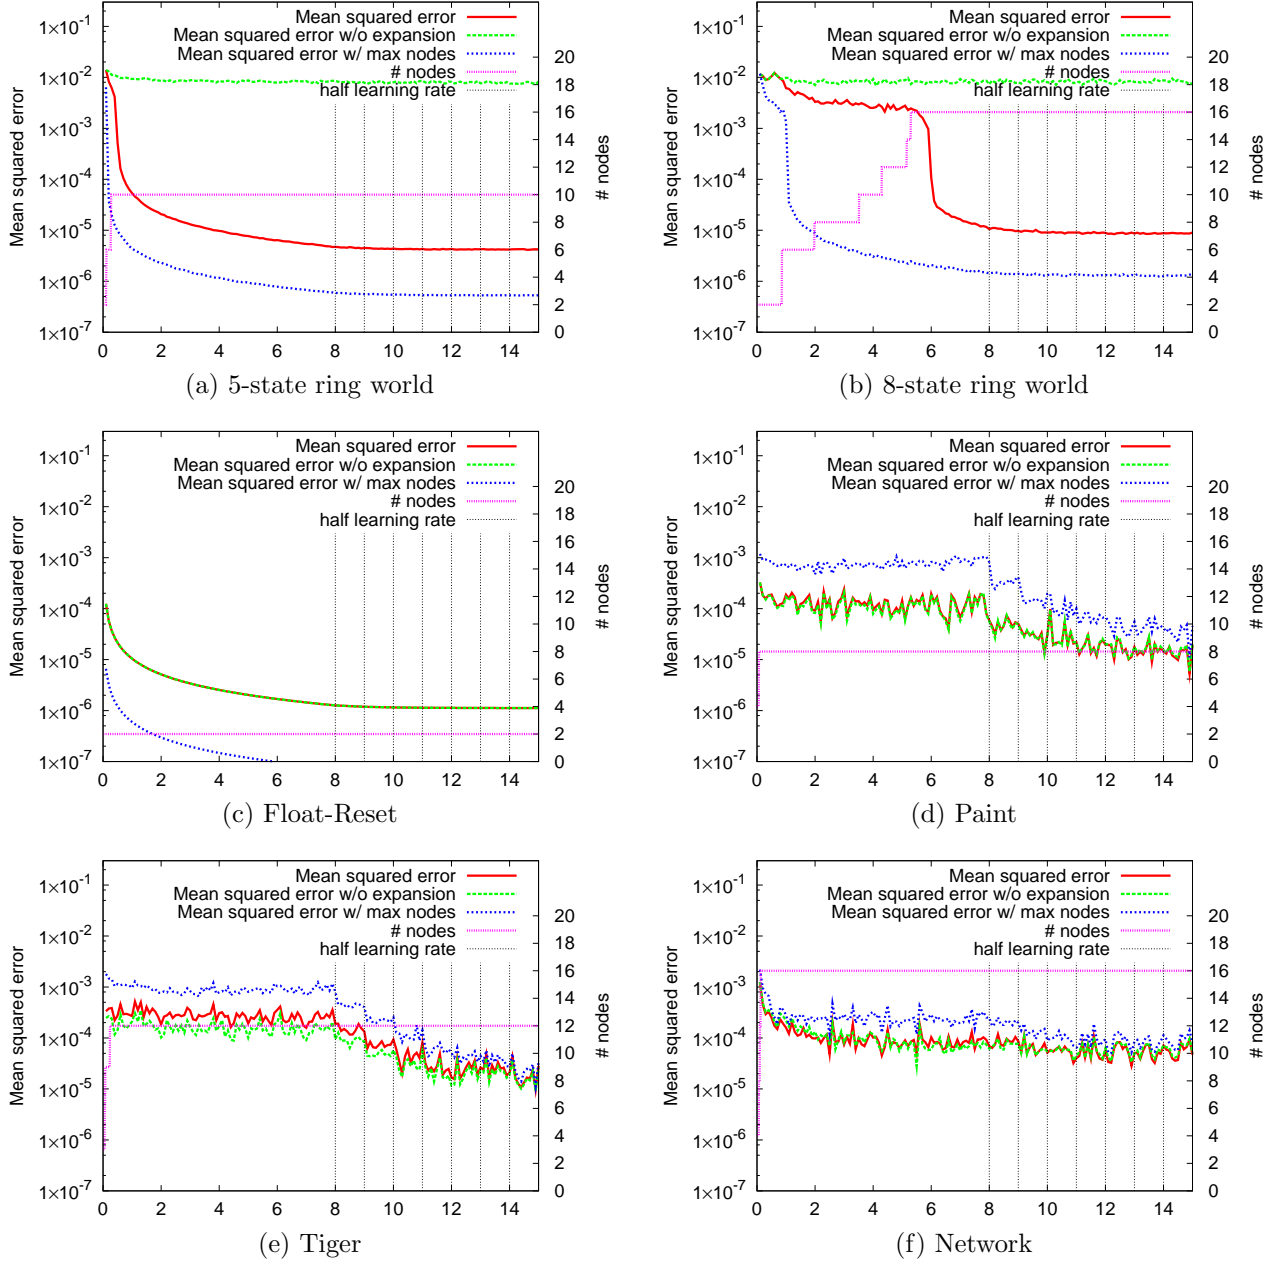 Mean squared error
Mean squared error w/o expansion
Mean squared error w/ max nodes
# nodes
half learning rate
1×10-1
1×10-2
1×10-3
1×10-4
1×10-5
1×10-6
1×10-7
Mean squared error
20
18
16
14
12
10
8
6
4
2
0
# nodes
0 2 4 6 8 10 12 14
(a) 5-state ring world
Mean squared error
Mean squared error w/o expansion
Mean squared error w/ max nodes
# nodes
half learning rate
1×10-1
1×10-2
1×10-3
1×10-4
1×10-5
1×10-6
1×10-7
Mean squared error
20
18
16
14
12
10
8
6
4
2
0
# nodes
0 2 4 6 8 10 12 14
(b) 8-state ring world
Mean squared error
Mean squared error w/o expansion
Mean squared error w/ max nodes
# nodes
half learning rate
1×10-1
1×10-2
1×10-3
1×10-4
1×10-5
1×10-6
1×10-7
Mean squared error
20
18
16
14
12
10
8
6
4
2
0
# nodes
0 2 4 6 8 10 12 14
(c) Float-Reset
Mean squared error
Mean squared error w/o expansion
Mean squared error w/ max nodes
# nodes
half learning rate
1×10-1
1×10-2
1×10-3
1×10-4
1×10-5
1×10-6
1×10-7
Mean squared error
20
18
16
14
12
10
8
6
4
2
0
# nodes
0 2 4 6 8 10 12 14
(d) Paint
Mean squared error
Mean squared error w/o expansion
Mean squared error w/ max nodes
# nodes
half learning rate
1×10-1
1×10-2
1×10-3
1×10-4
1×10-5
1×10-6
1×10-7
Mean squared error
20
18
16
14
12
10
8
6
4
2
0
# nodes
0 2 4 6 8 10 12 14
(e) Tiger
Mean squared error
Mean squared error w/o expansion
Mean squared error w/ max nodes
# nodes
half learning rate
1×10-1
1×10-2
1×10-3
1×10-4
1×10-5
1×10-6
1×10-7
Mean squared error
20
18
16
14
12
10
8
6
4
2
0
# nodes
0 2 4 6 8 10 12 14
(f) Network